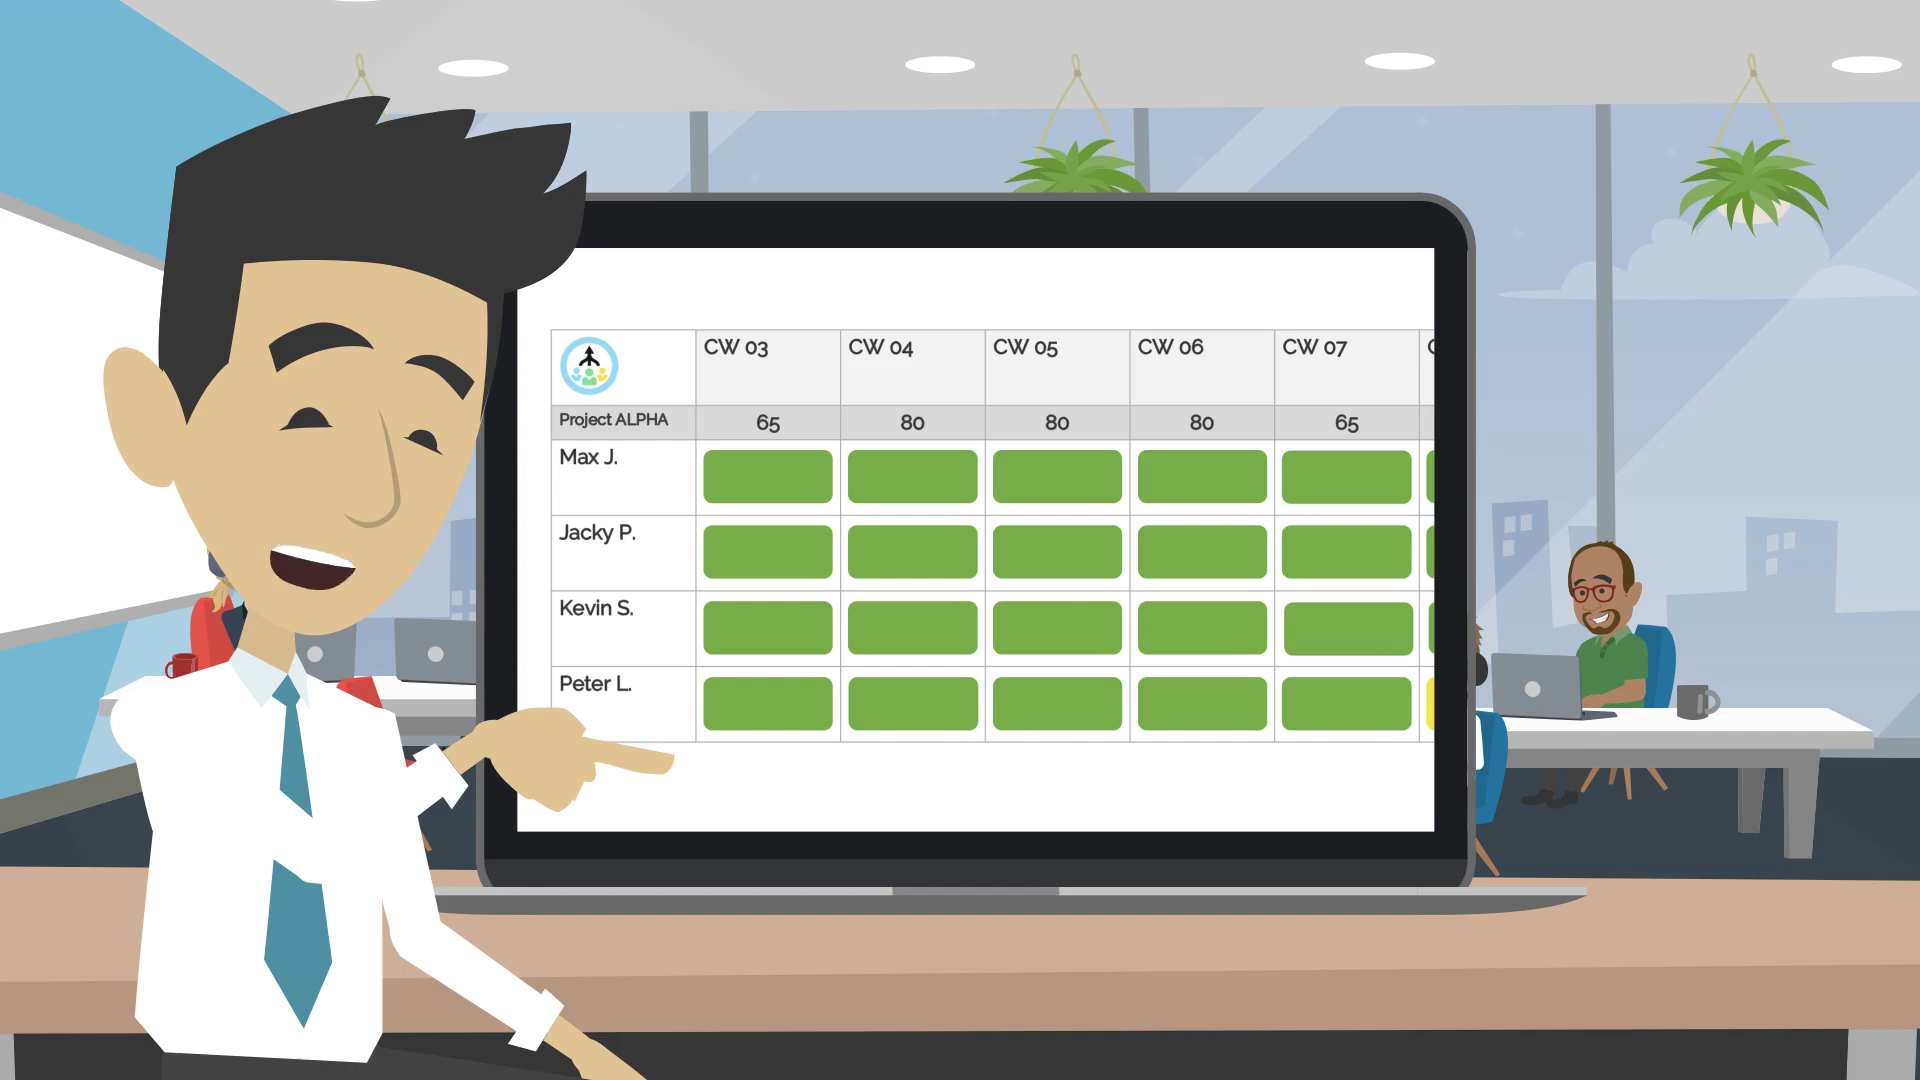 CW 03 CW 04 CW 05 CW 06 CW 07
Project ALPHA 65 80 80 80 65
Max J.
Jacky P.
Kevin S.
Peter L.